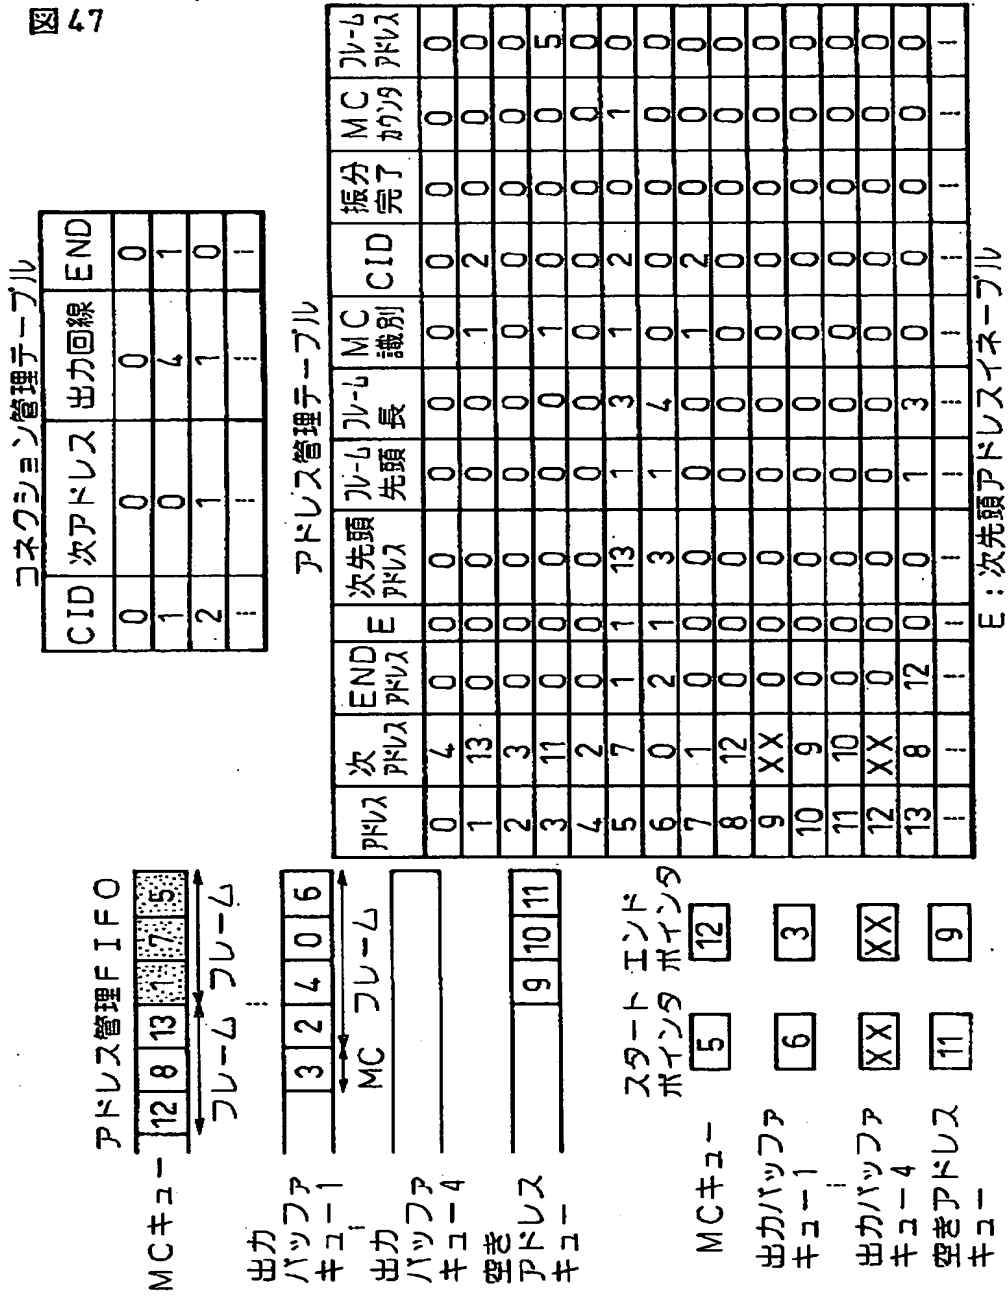 図47
アドレス管理FIFO
MCキュー 12 8 13 1 7 5
フレーム フレーム
出力バッファキュー1 3 2 4 0 6
MC フレーム
出力バッファキュー4
空きアドレスキュー 9 10 11
スタートポインタ エンドポインタ
MCキュー 5 12
出力バッファキュー1 6 3
出力バッファキュー4 XX XX
空きアドレスキュー 11 9
コネクション管理テーブル
CID 次アドレス 出力回線 END
0 0 0 0
1 0 4 1
2 1 1 0
アドレス管理テーブル
アドレス 次アドレス ENDアドレス E 次先頭アドレス フレーム先頭 フレーム長 MC識別 CID 振分完了 MCカウンタ フレームアドレス
0 4 0 0 0 0 0 0 0 0 0 0
1 13 0 0 0 0 0 1 2 0 0 0
2 3 0 0 0 0 0 0 0 0 0 0
3 11 0 0 0 0 0 1 0 0 0 5
4 2 0 0 0 0 0 0 0 0 0 0
5 7 1 1 13 1 3 1 2 0 1 0
6 0 2 1 3 1 4 0 0 0 0 0
7 1 0 0 0 0 0 1 2 0 0 0
8 12 0 0 0 0 0 0 0 0 0 0
9 XX 0 0 0 0 0 0 0 0 0 0
10 9 0 0 0 0 0 0 0 0 0 0
11 10 0 0 0 0 0 0 0 0 0 0
12 XX 0 0 0 0 0 0 0 0 0 0
13 8 12 0 0 1 3 0 0 0 0 0
E:次先頭アドレスイネーブル